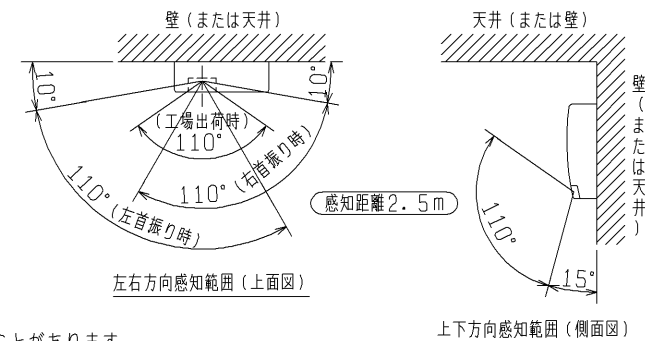 壁(または天井)
天井(または壁)
10°
10°
壁(または天井)
(工場出荷時)
110°
110°(右首振り時)
110°(左首振り時)
感知距離2.5m
110°
15°
左右方向感知範囲(上面図)
上下方向感知範囲(側面図)
とがあります